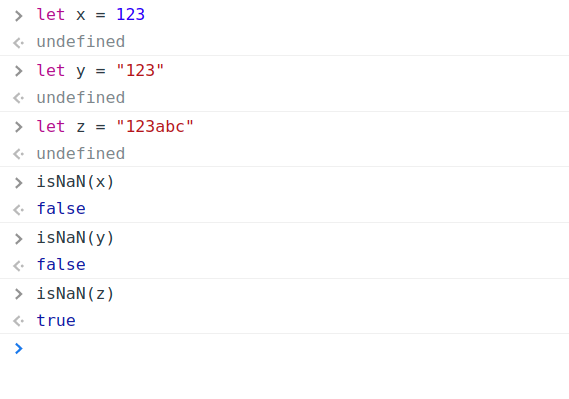 let x = 123
undefined
let y = "123"
undefined
let z = "123abc"
undefined
isNaN(x)
false
isNaN(y)
false
isNaN(z)
true